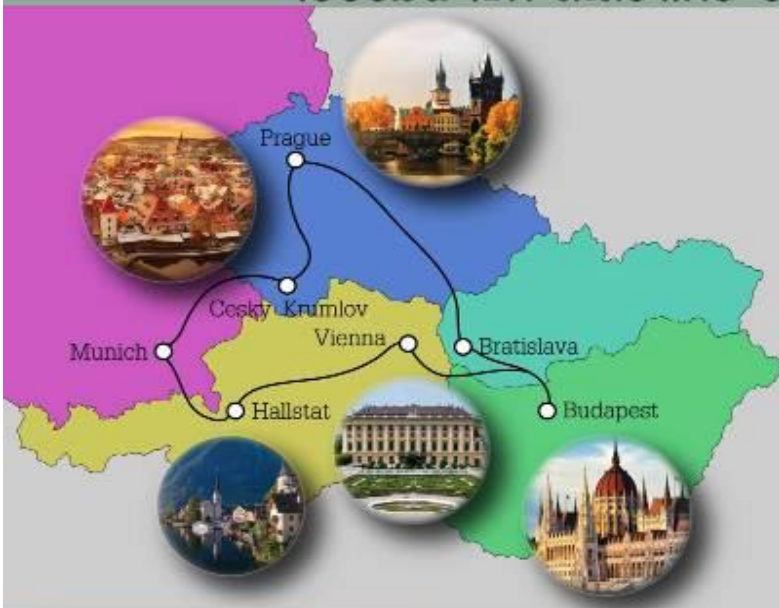 Prague
Cesky Krumlov
Vienna
Munich
Bratislava
Hallstat
Budapest